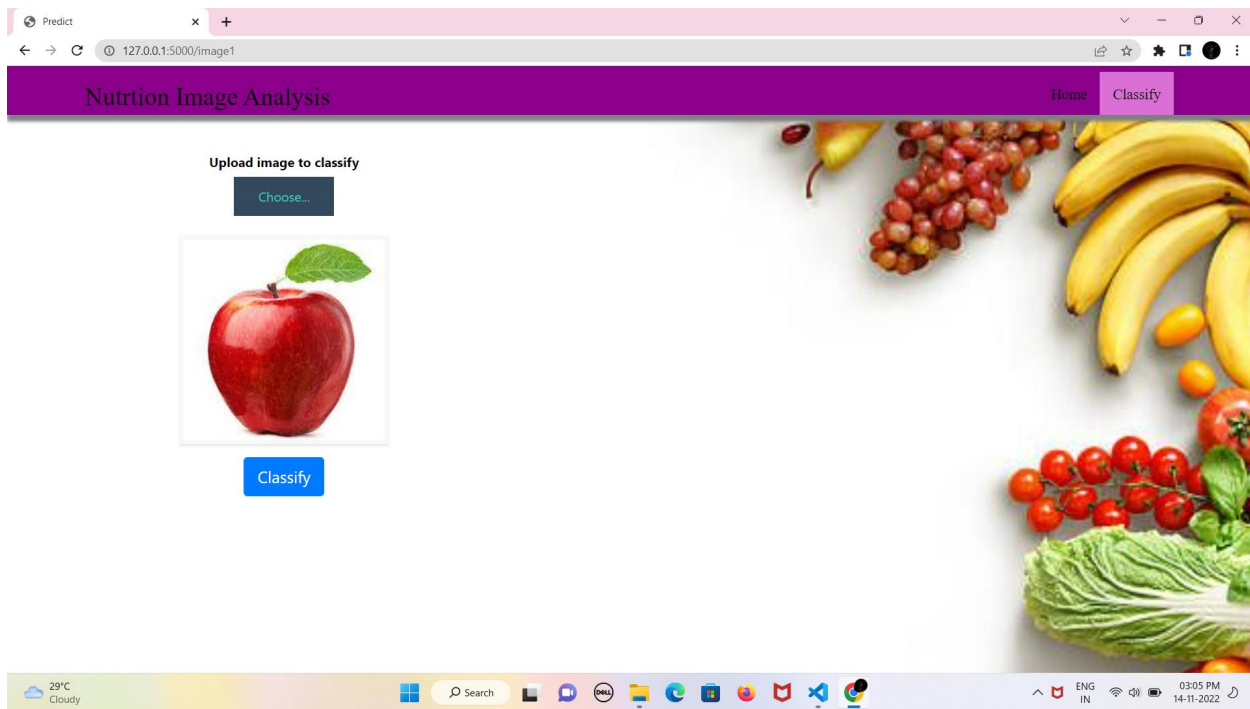 Predict
127.0.0.1:5000/image1
Nutrtion Image Analysis
Home
Classify
Upload image to classify
Choose...
Classify
29°C
Cloudy
Search
DELL
ENG
IN
03:05 PM
14-11-2022